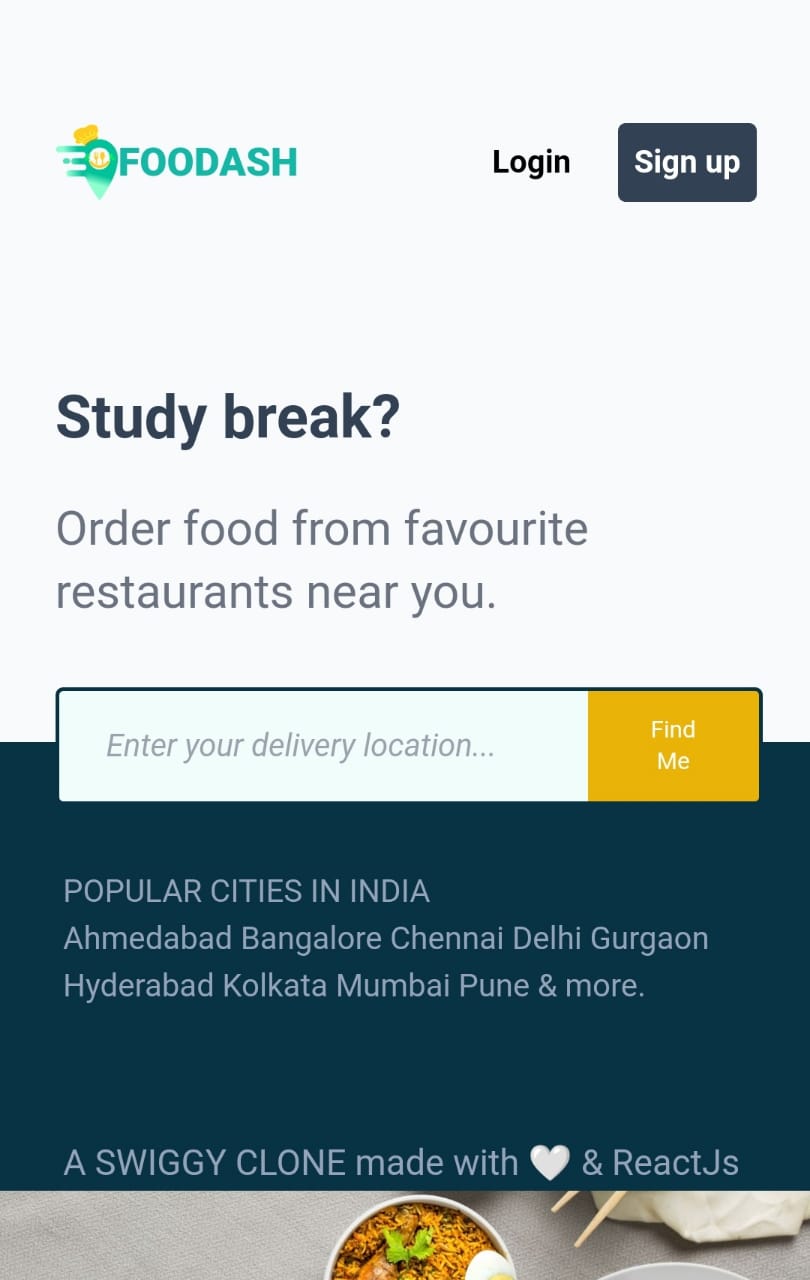 FOODASH
Login
Sign up
Study break?
Order food from favourite
restaurants near you.
Enter your delivery location...
Find
Me
POPULAR CITIES IN INDIA
Ahmedabad Bangalore Chennai Delhi Gurgaon
Hyderabad Kolkata Mumbai Pune & more.
A SWIGGY CLONE made with 🤍 & ReactJs